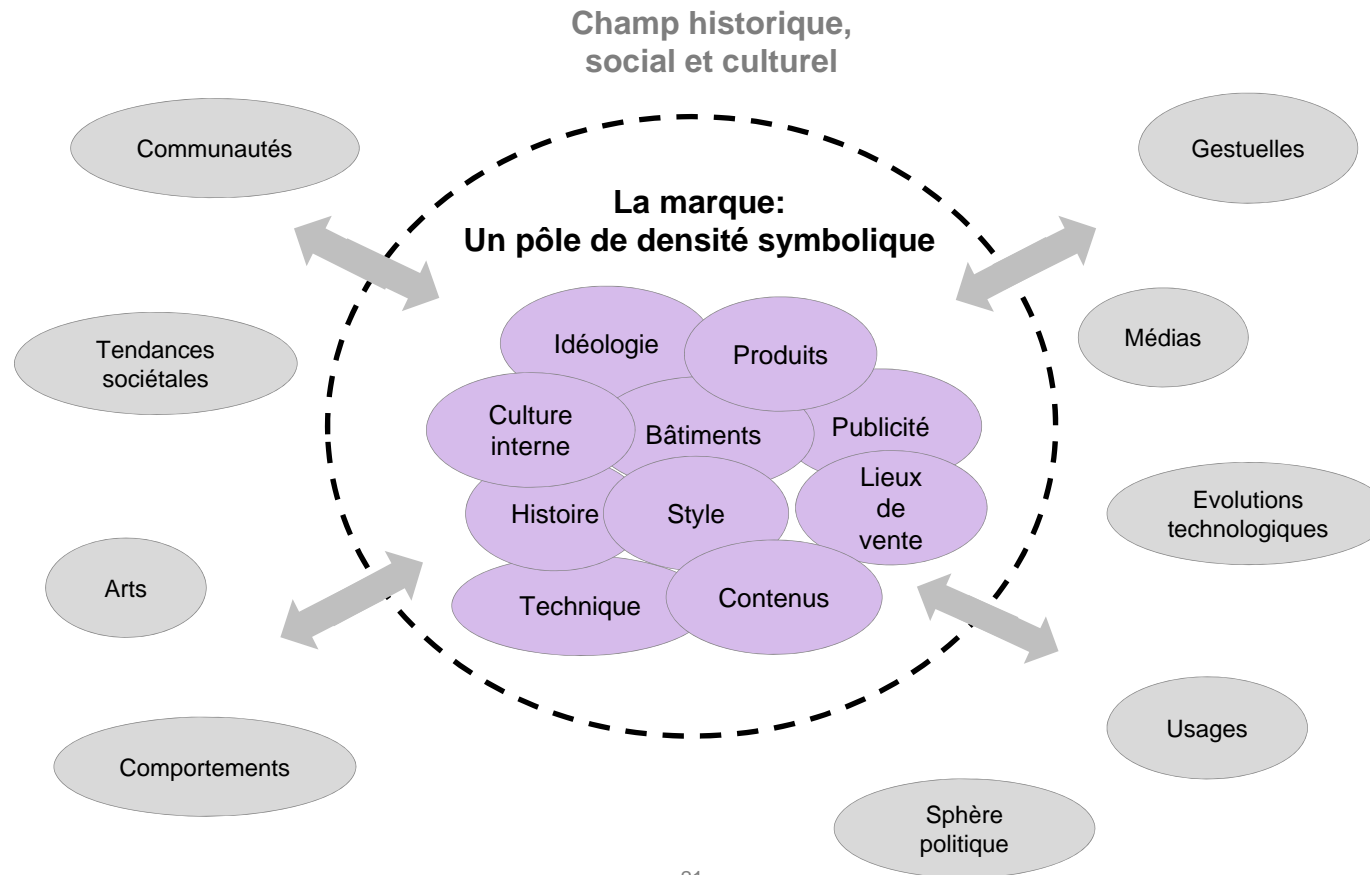 Champ historique,
social et culturel
Communautés
Gestuelles
La marque:
Un pôle de densité symbolique
Tendances
sociétales
Médias
Idéologie
Produits
Culture
interne
Bâtiments
Publicité
Histoire
Style
Lieux
de
vente
Evolutions
technologiques
Arts
Technique
Contenus
Comportements
Usages
Sphère
politique